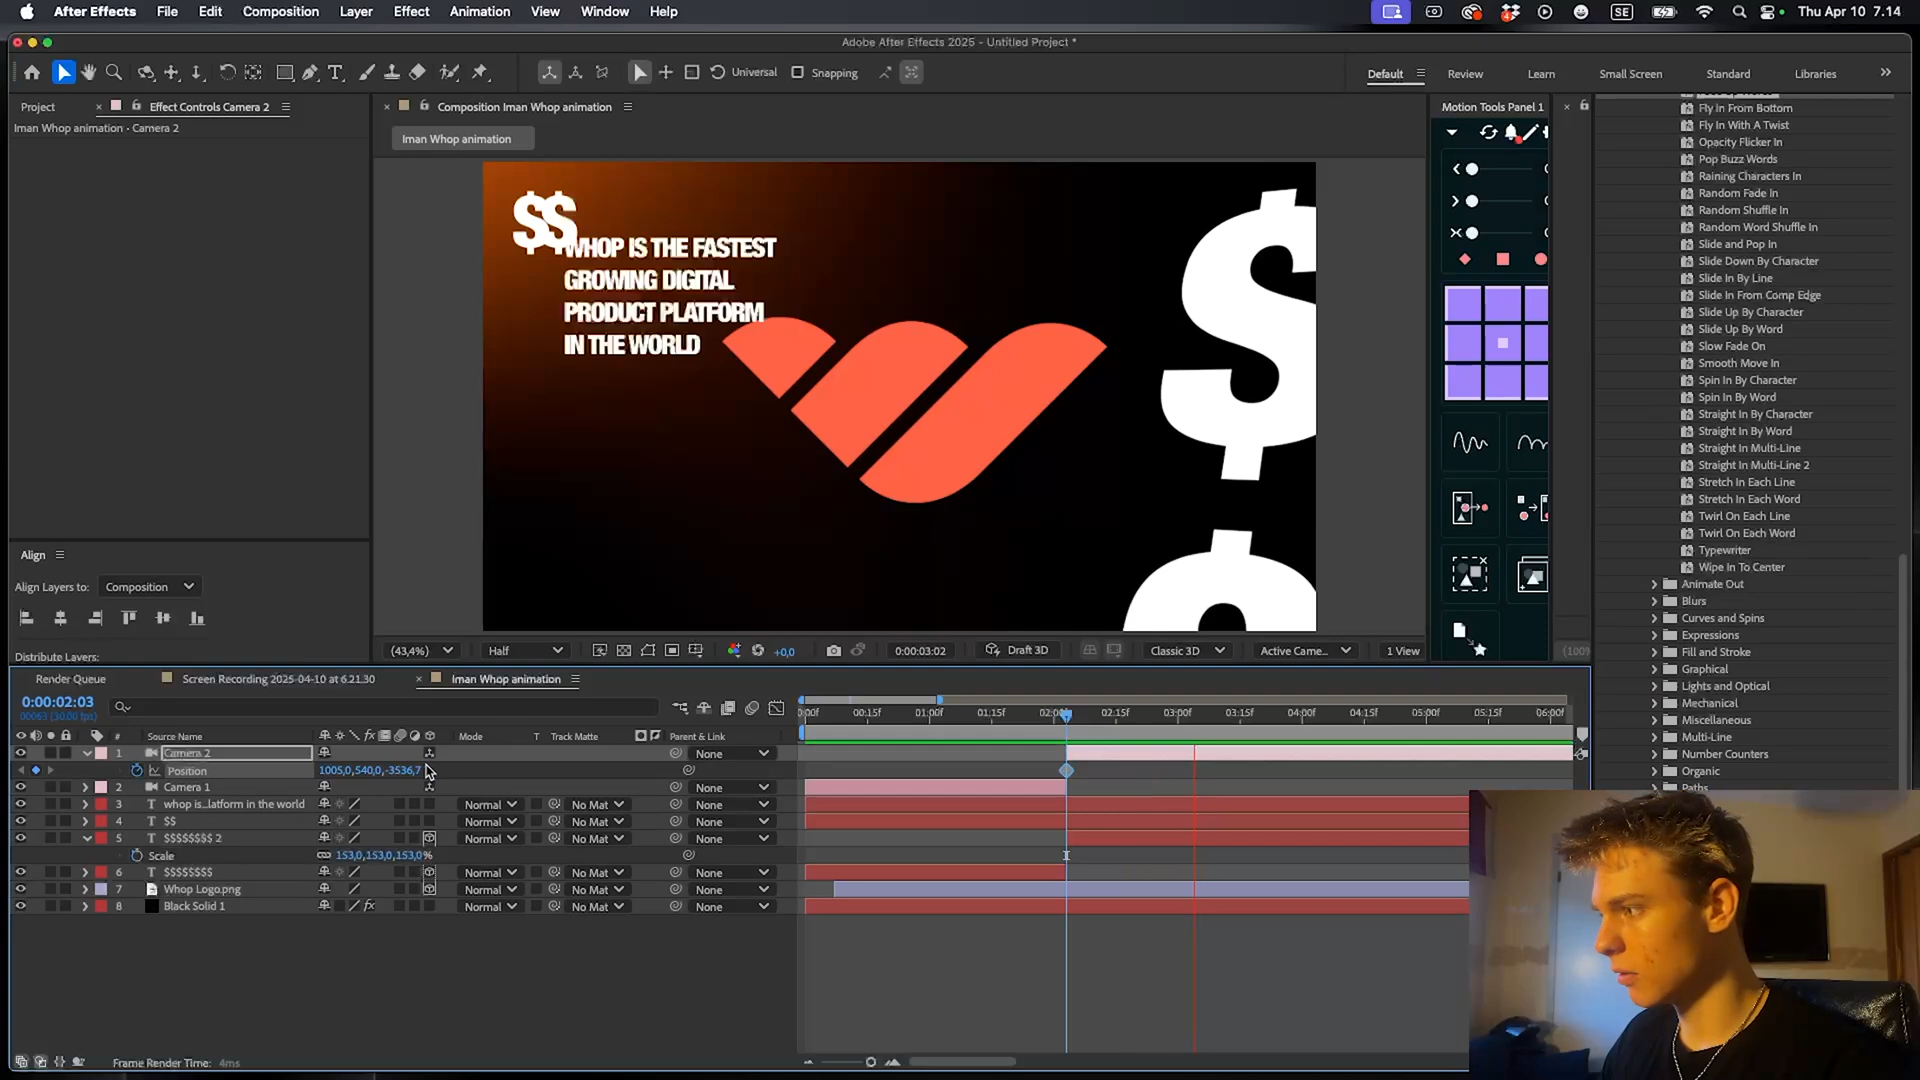 After Effects File Edit Composition Layer Effect Animation View Window Help SE Thu Apr 10 7.14
Adobe After Effects 2025 - Untitled Project *
Universal Snapping Default Review Learn Small Screen Standard Libraries
Project Effect Controls Camera 2 Composition Iman Whop animation Motion Tools Panel 1
Iman Whop animation • Camera 2
Iman Whop animation
Fly In From Bottom
Fly In With A Twist
Opacity Flicker In
Pop Buzz Words
Raining Characters In
Random Fade In
Random Shuffle In
Random Word Shuffle In
Slide and Pop In
Slide Down By Character
Slide In By Line
Slide In From Comp Edge
Slide Up By Character
Slide Up By Word
Slow Fade On
Smooth Move In
Spin In By Character
Spin In By Word
Straight In By Character
Straight In By Word
Straight In Multi-Line
Straight In Multi-Line 2
Stretch In Each Line
Stretch In Each Word
Twirl On Each Line
Twirl On Each Word
Typewriter
Wipe In To Center
Animate Out
Blurs
Curves and Spins
Expressions
Fill and Stroke
Graphical
Lights and Optical
Mechanical
Miscellaneous
Multi-Line
Number Counters
Organic
Paths
$$
WHOP IS THE FASTEST
GROWING DIGITAL
PRODUCT PLATFORM
IN THE WORLD
$
Align
Align Layers to: Composition
Distribute Layers:
(43,4%) Half +0,0 0:00:03:02 Draft 3D Classic 3D Active Came... 1 View (100%
Render Queue Screen Recording 2025-04-10 at 6.21.30 Iman Whop animation
0:00:02:03
00063 (30.00 fps)
0:00f 00:15f 01:00f 01:15f 02:00f 02:15f 03:00f 03:15f 04:00f 04:15f 05:00f 05:15f 06:00f
# Source Name Mode T Track Matte Parent & Link
1 Camera 2 None
Position 1005,0,540,0,-3536,7
2 Camera 1 None
3 T whop is...latform in the world Normal No Mat None
4 T $$ Normal No Mat None
5 T $$$$$$$$ 2 Normal No Mat None
Scale 153,0,153,0,153,0%
6 T $$$$$$$$ Normal No Mat None
7 Whop Logo.png Normal No Mat None
8 Black Solid 1 Normal No Mat None
Frame Render Time: 4ms